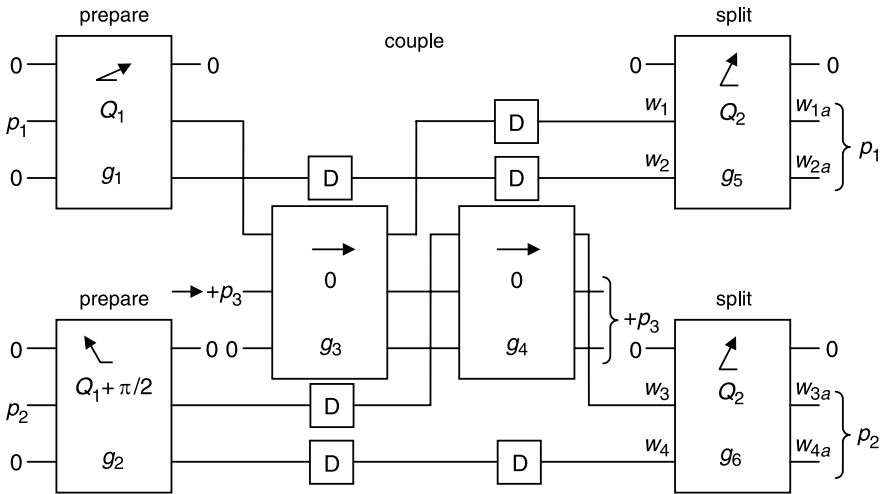 prepare
couple
split
0
0
0
0
p1
Q1
D
w1
Q2
w1a
p1
0
g1
D
D
w2
g5
w2a
prepare
+p3
0
0
split
0
0 0
g3
g4
+p3
0
0
p2
Q1 + π/2
D
w3
Q2
w3a
p2
0
g2
D
D
w4
g6
w4a